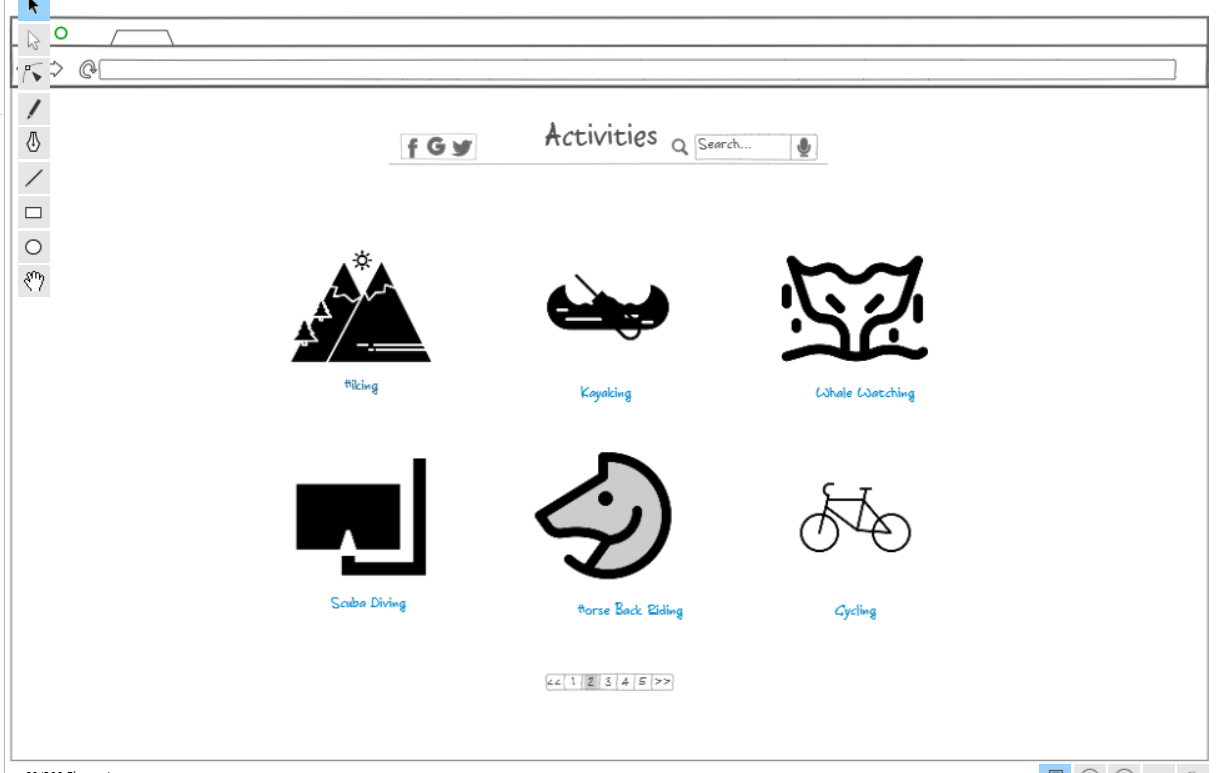 Activities
Search...
Hiking
Kayaking
Whale Watching
Scuba Diving
Horse Back Riding
Cycling
<< 1 2 3 4 5 >>